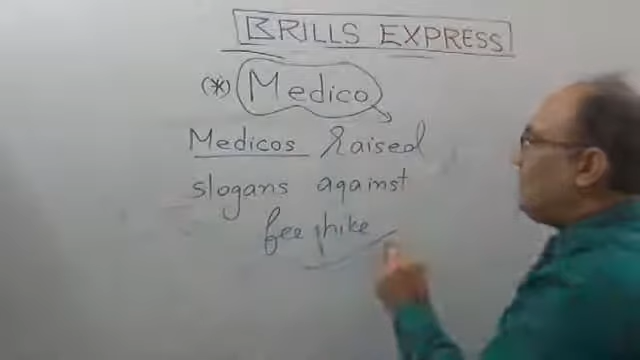 BRILLS EXPRESS
(*) Medico
Medicos raised
slogans against
fee hike